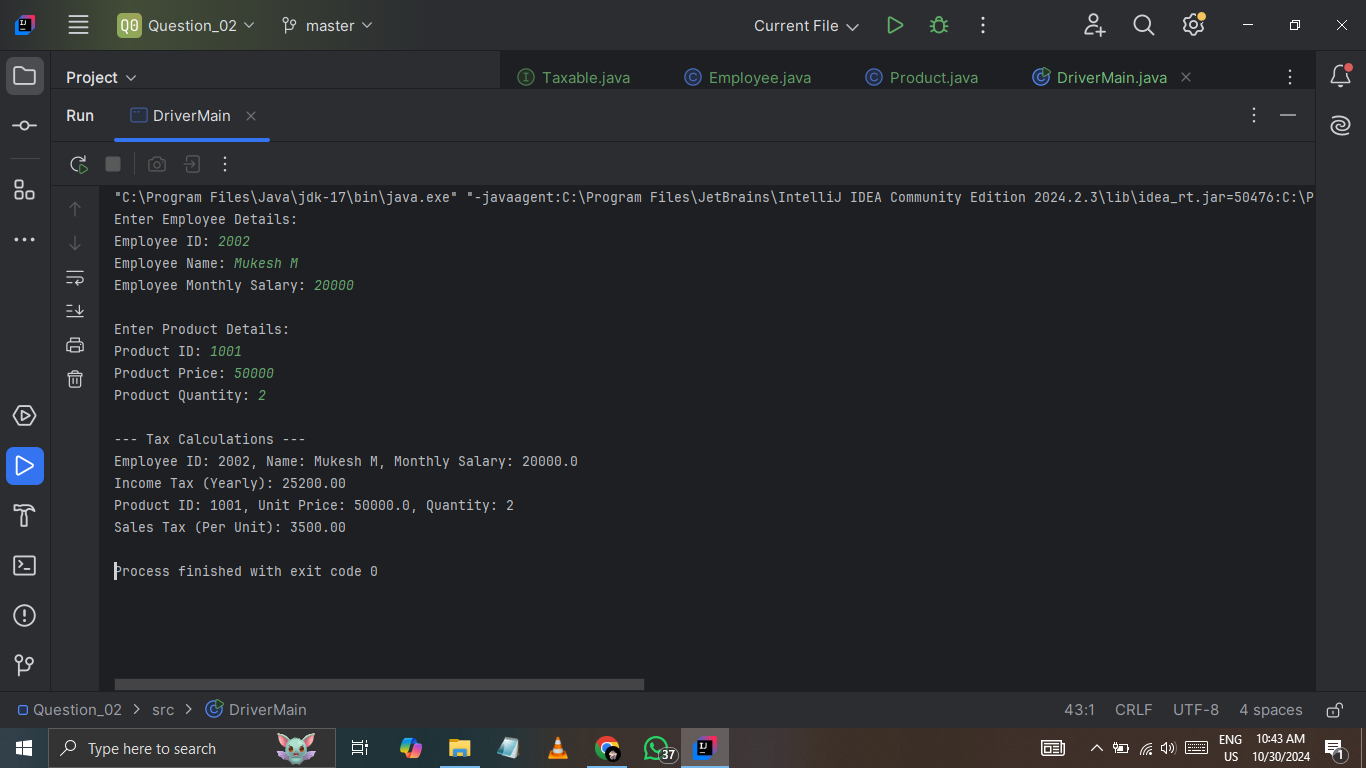 Q0 Question_02 master Current File
Project Taxable.java Employee.java Product.java DriverMain.java
Run DriverMain
"C:\Program Files\Java\jdk-17\bin\java.exe" "-javaagent:C:\Program Files\JetBrains\IntelliJ IDEA Community Edition 2024.2.3\lib\idea_rt.jar=50476:C:\P
Enter Employee Details:
Employee ID: 2002
Employee Name: Mukesh M
Employee Monthly Salary: 20000
Enter Product Details:
Product ID: 1001
Product Price: 50000
Product Quantity: 2
--- Tax Calculations ---
Employee ID: 2002, Name: Mukesh M, Monthly Salary: 20000.0
Income Tax (Yearly): 25200.00
Product ID: 1001, Unit Price: 50000.0, Quantity: 2
Sales Tax (Per Unit): 3500.00
Process finished with exit code 0
Question_02 > src > DriverMain 43:1 CRLF UTF-8 4 spaces
Type here to search 37 ENG 10:43 AM
US 10/30/2024 1